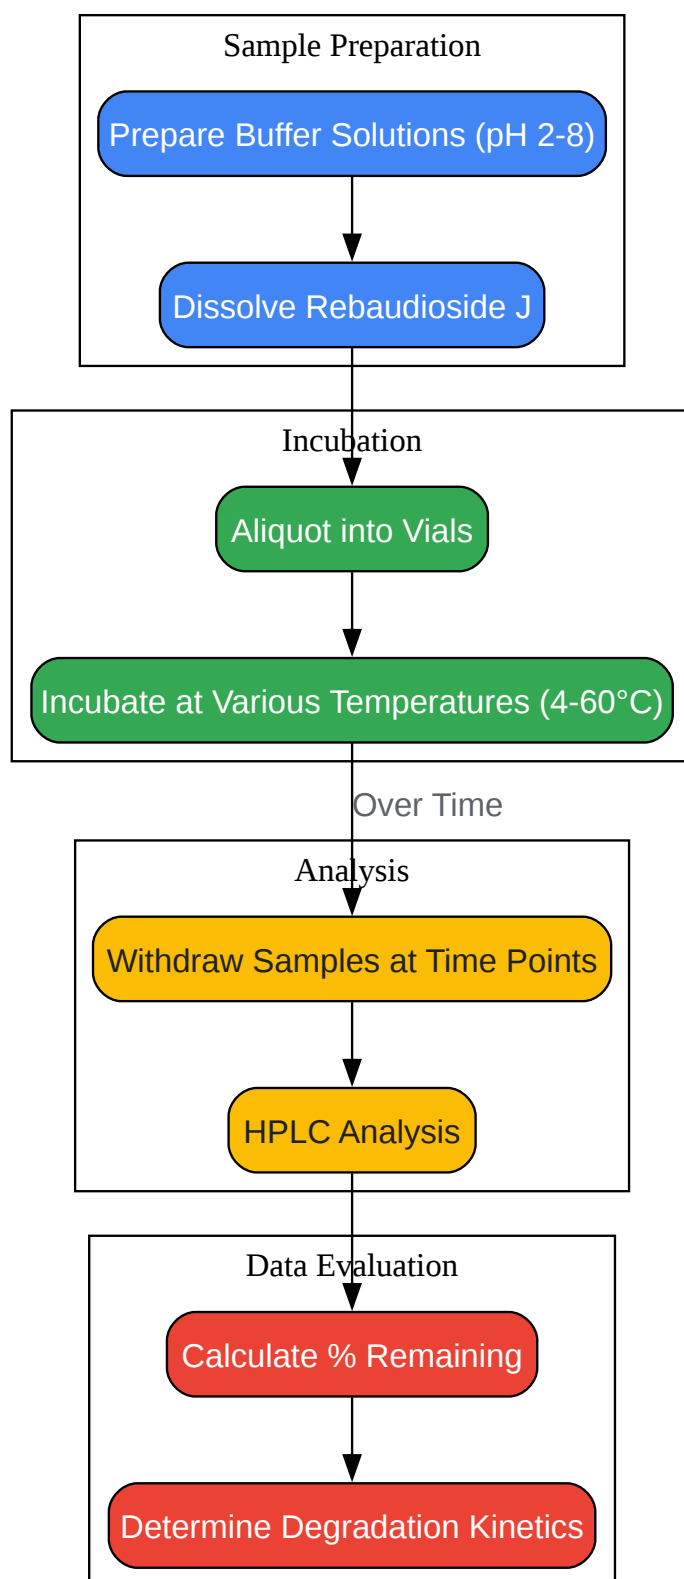 Sample Preparation
Prepare Buffer Solutions (pH 2-8)
Dissolve Rebaudioside J
Incubation
Aliquot into Vials
Incubate at Various Temperatures (4-60°C)
Over Time
Analysis
Withdraw Samples at Time Points
HPLC Analysis
Data Evaluation
Calculate % Remaining
Determine Degradation Kinetics